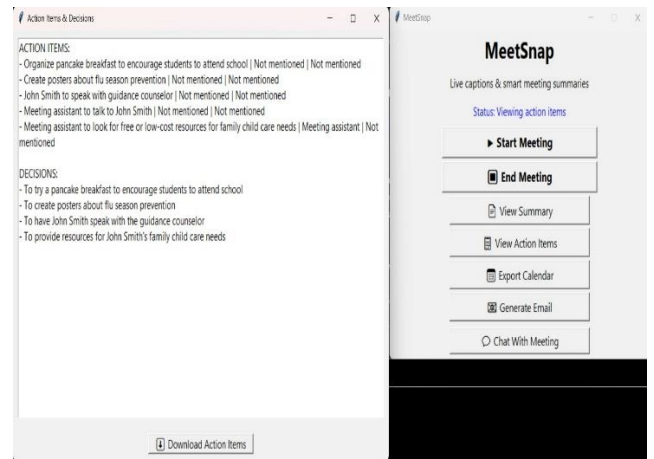 Action Items & Decisions
ACTION ITEMS:
- Organize pancake breakfast to encourage students to attend school | Not mentioned | Not mentioned
- Create posters about flu season prevention | Not mentioned | Not mentioned
- John Smith to speak with guidance counselor | Not mentioned | Not mentioned
- Meeting assistant to talk to John Smith | Not mentioned | Not mentioned
- Meeting assistant to look for free or low-cost resources for family child care needs | Meeting assistant | Not
mentioned
DECISIONS:
- To try a pancake breakfast to encourage students to attend school
- To create posters about flu season prevention
- To have John Smith speak with the guidance counselor
- To provide resources for John Smith's family child care needs
Download Action Items
MeetSnap
MeetSnap
Live captions & smart meeting summaries
Status: Viewing action items
Start Meeting
End Meeting
View Summary
View Action Items
Export Calendar
Generate Email
Chat With Meeting